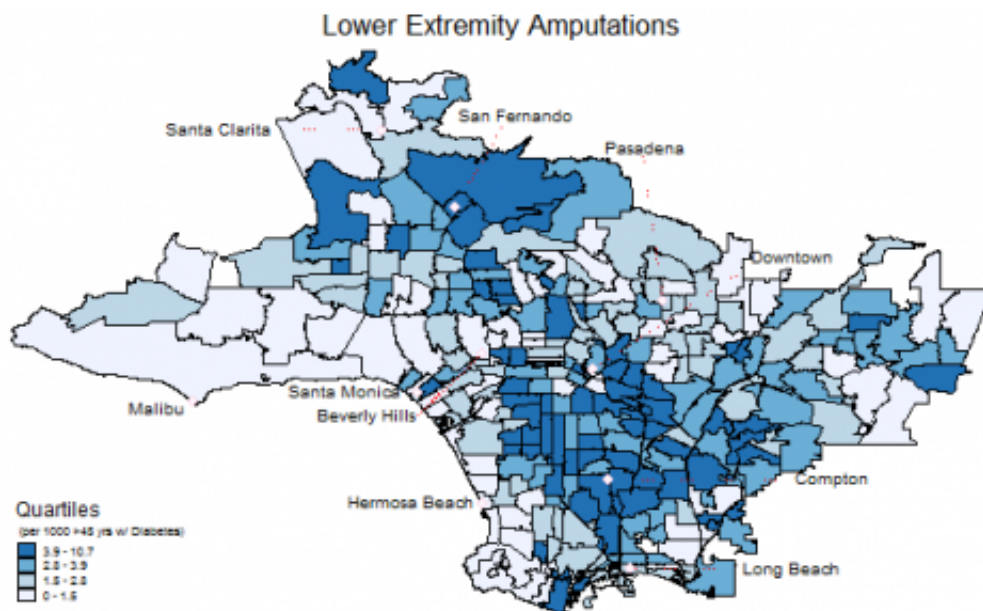 Lower Extremity Amputations
San Fernando
Santa Clarita
Pasadena
Downtown
Santa Monica
Malibu
Beverly Hills
Compton
Hermosa Beach
Long Beach
Quartiles
(per 1000 >45 yrs w/ Diabetes)
3.9 - 10.7
2.8 - 3.9
1.5 - 2.8
0 - 1.5